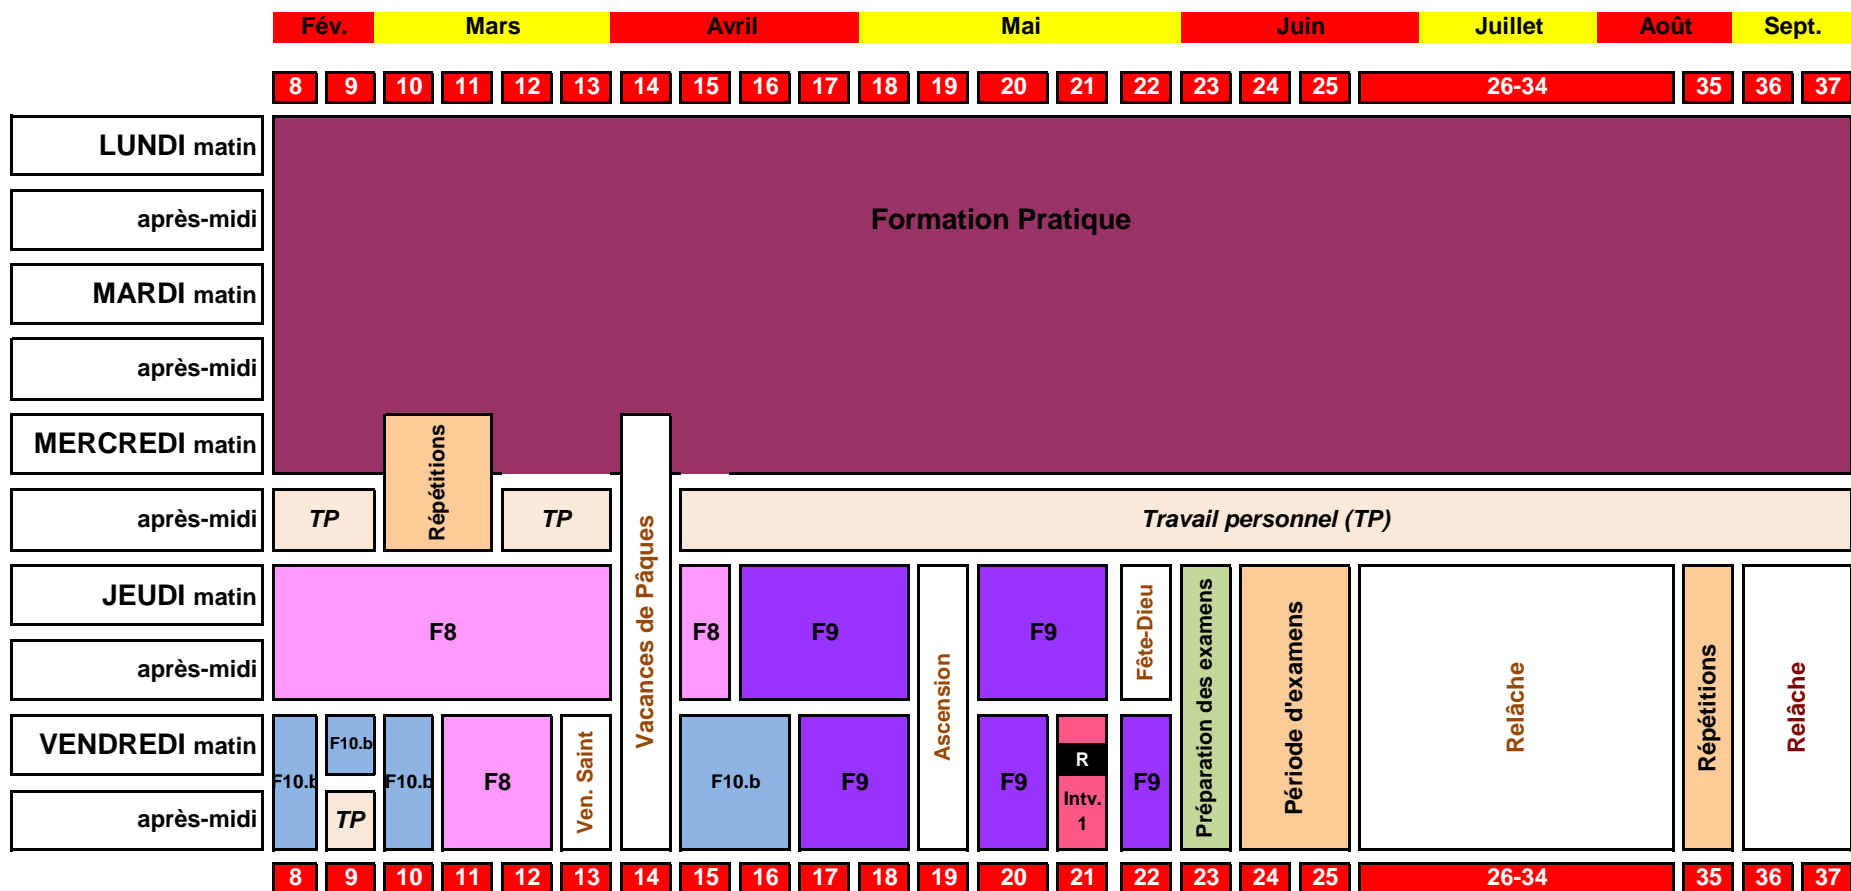 Fév. Mars Avril Mai Juin Juillet Août Sept.
8 9 10 11 12 13 14 15 16 17 18 19 20 21 22 23 24 25 26-34 35 36 37
LUNDI matin
après-midi
Formation Pratique
MARDI matin
après-midi
MERCREDI matin
Répétitions
Vacances de Pâques
après-midi
TP
TP
Travail personnel (TP)
JEUDI matin
après-midi
F8
F8
F9
Ascension
F9
Fête-Dieu
Préparation des examens
Période d'examens
Relâche
Répétitions
Relâche
VENDREDI matin
après-midi
F10.b
F10.b
TP
F10.b
F8
Ven. Saint
F10.b
F9
F9
R
Intv.
1
F9
8 9 10 11 12 13 14 15 16 17 18 19 20 21 22 23 24 25 26-34 35 36 37